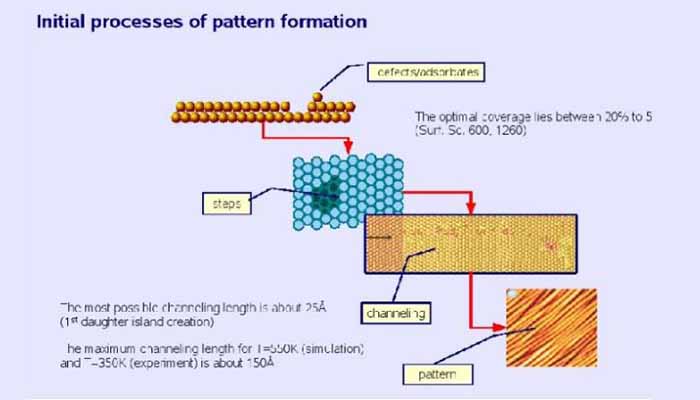 Initial processes of pattern formation
defects/adsorbates
The optimal coverage lies between 20% to 5
(Surf. Sc. 600, 1260)
steps
The most possible channeling length is about 25Å
(1st daughter island creation)
channeling
The maximum channeling length for T=550K (simulation)
and T=350K (experiment) is about 150Å
pattern